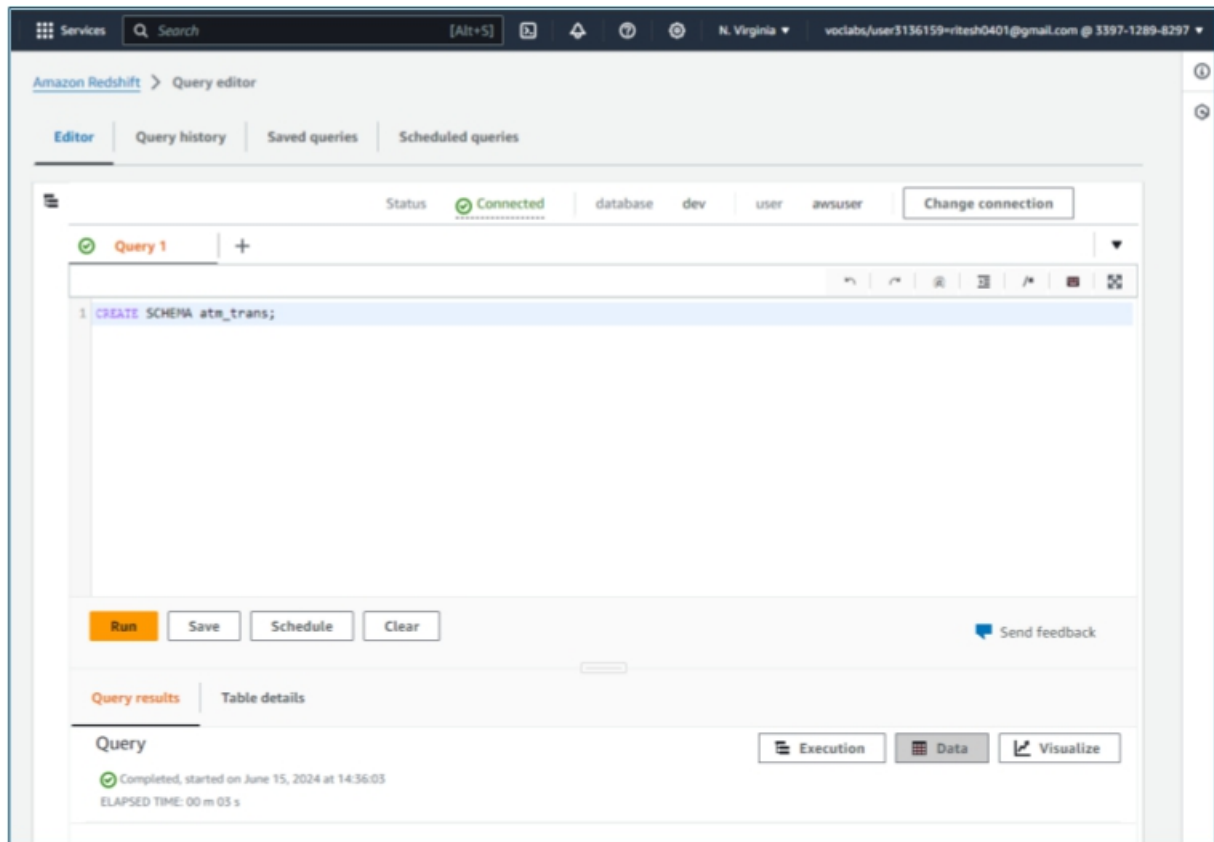 Services Search [Alt+S] N. Virginia ▼ voclabs/user3136159=ritesh0401@gmail.com @ 3397-1289-8297 ▼
Amazon Redshift > Query editor
Editor Query history Saved queries Scheduled queries
Status Connected database dev user awsuser Change connection
Query 1 +
/*
1 CREATE SCHEMA atm_trans;
Run Save Schedule Clear Send feedback
Query results Table details
Query Execution Data Visualize
Completed, started on June 15, 2024 at 14:36:03
ELAPSED TIME: 00 m 03 s